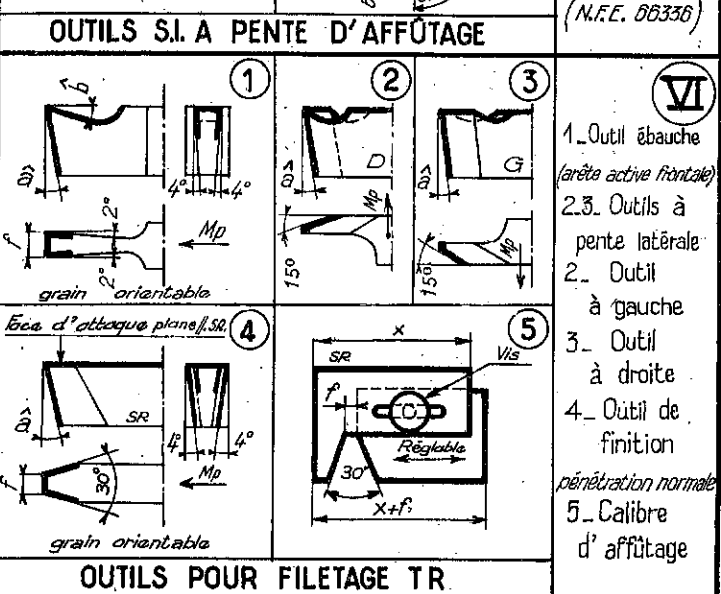 (N.F.E. 66336)
OUTILS S.I. A PENTE D'AFFÛTAGE
1
b̂
â
4° 4°
f
2°
2°
Mp
grain orientable
2
D
â
Mp
15°
3
G
â
Mp
15°
VI
1_Outil ébauche
(arête active frontale)
2.3_ Outils à
pente latérale
2_ Outil
à gauche
3_ Outil
à droite
4_ Outil de
finition
pénétration normale
5_ Calibre
d'affûtage
4
Face d'attaque plane//.SR.
SR
â
4° 4°
f
30°
Mp
grain orientable
5
x
SR
Vis
f
Réglable
30°
OUTILS POUR FILETAGE TR